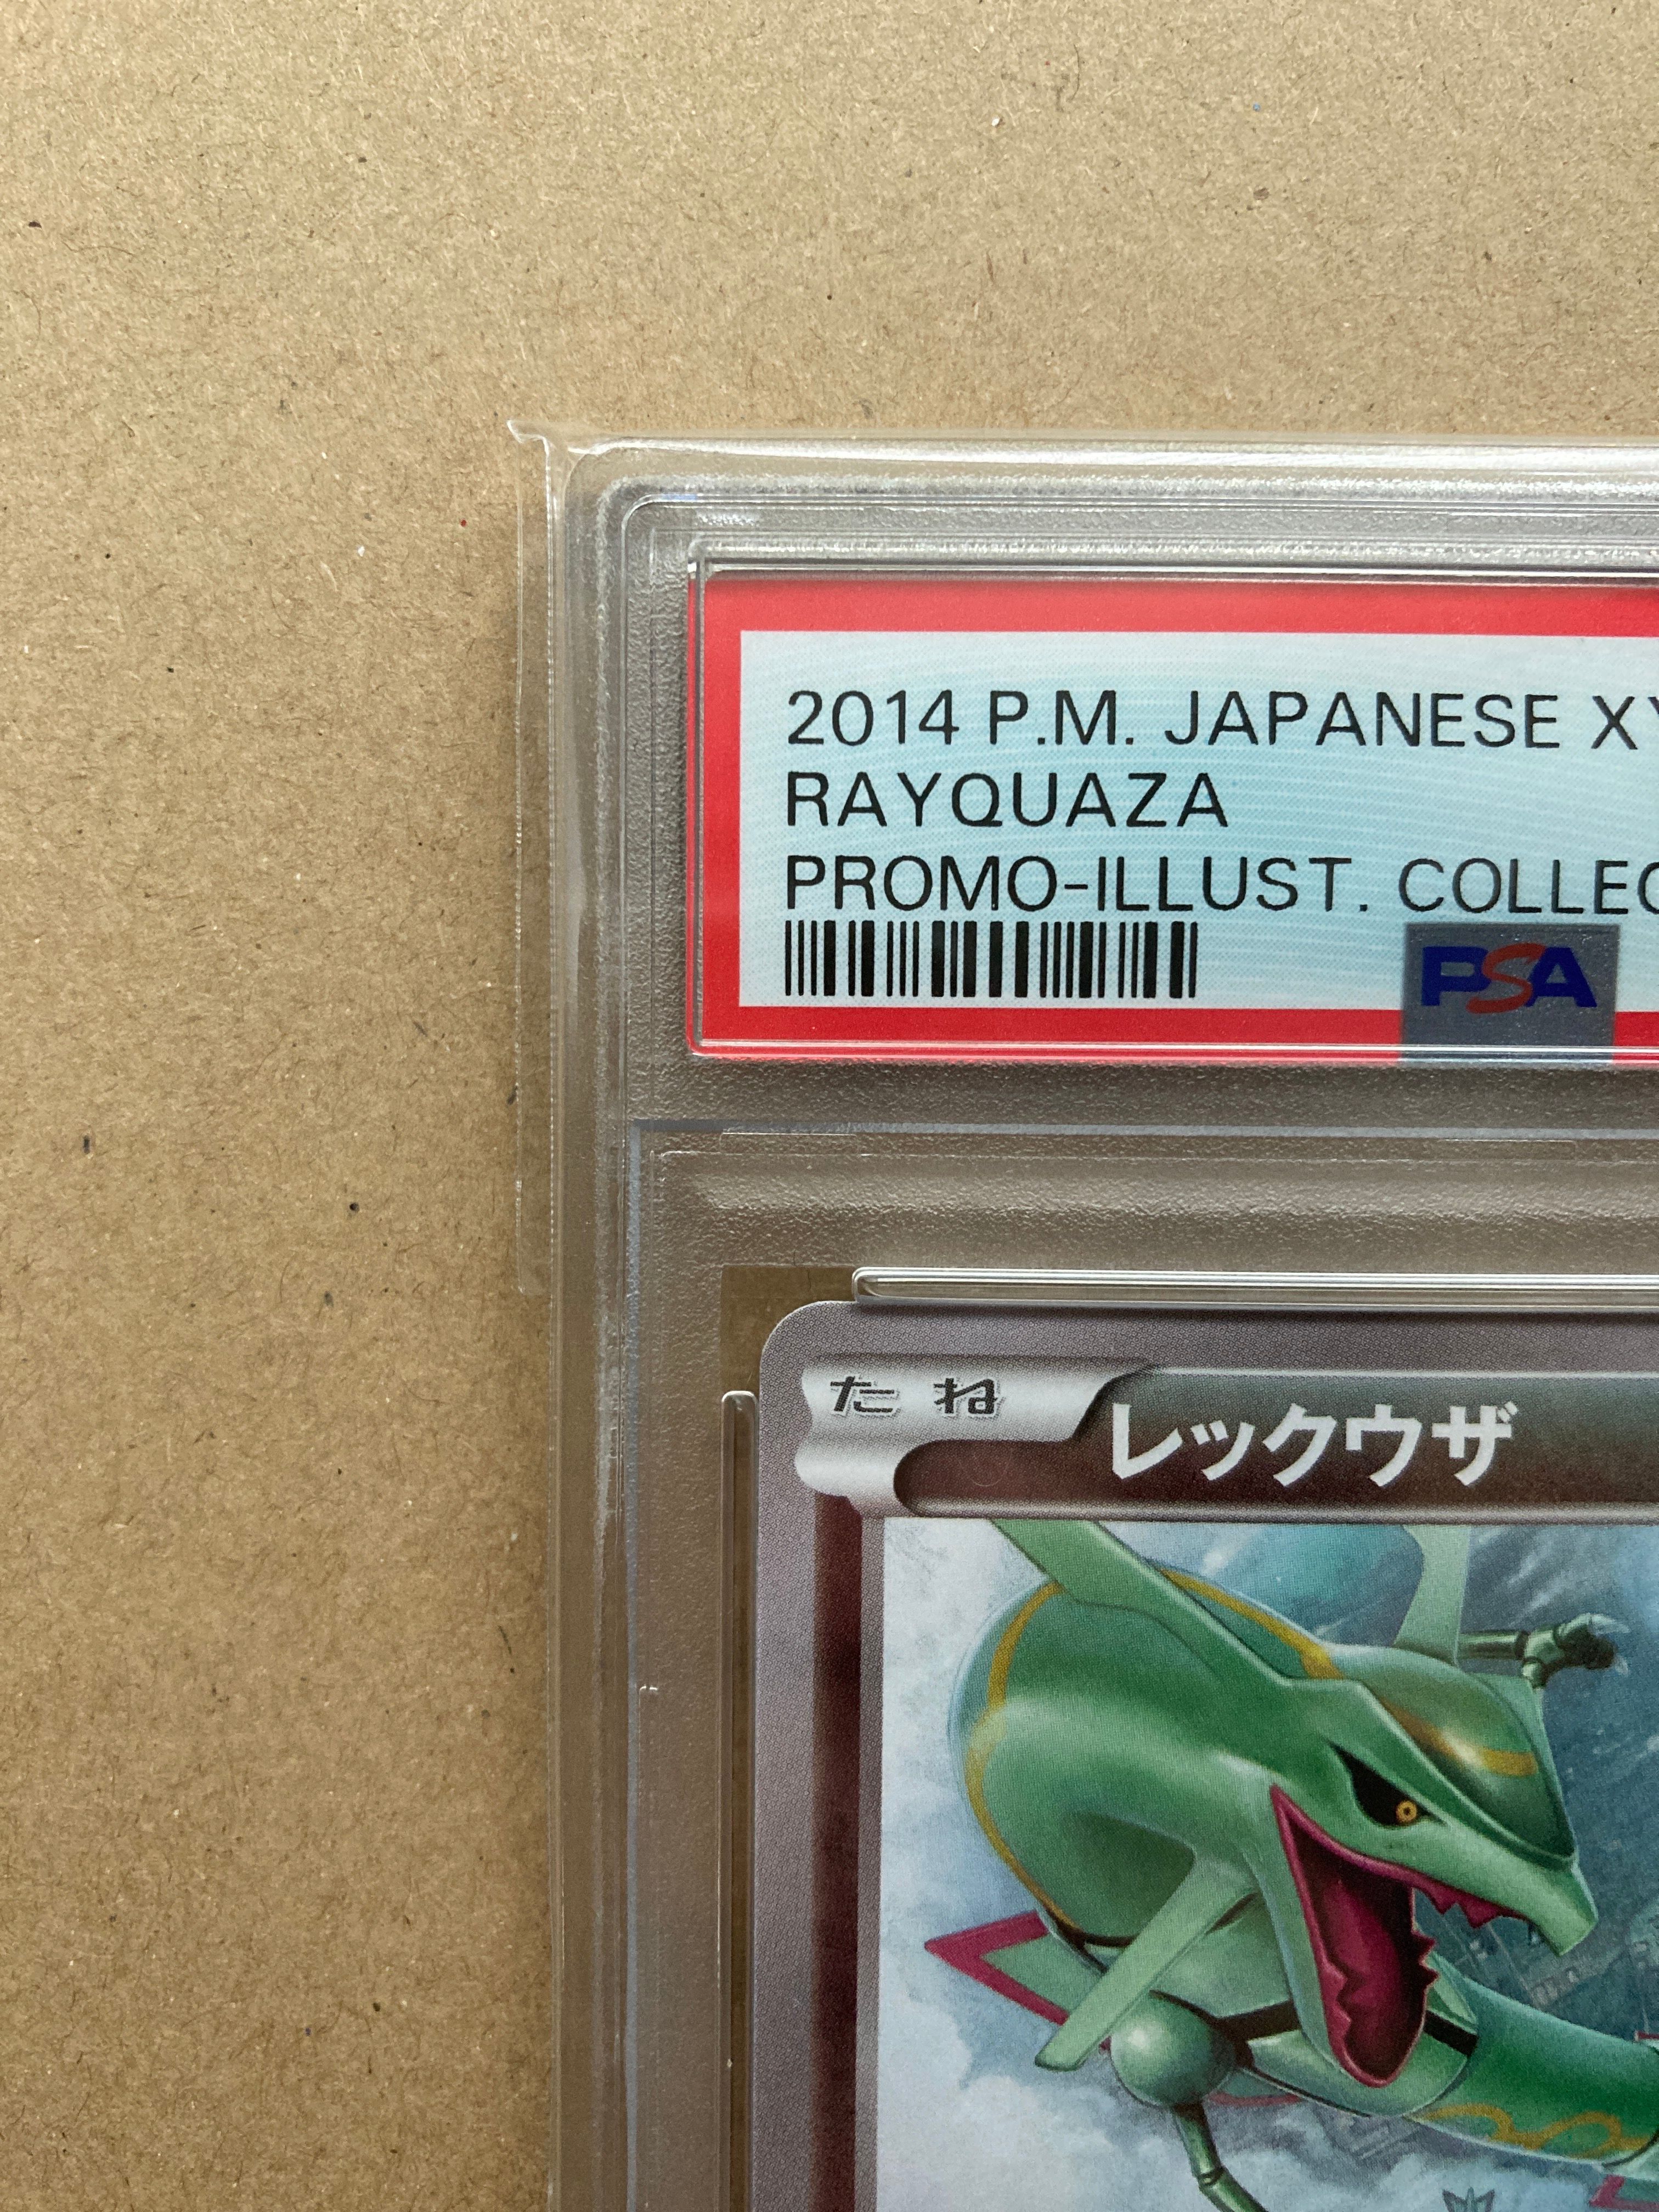 2014 P.M. JAPANESE XY
RAYQUAZA
PROMO-ILLUST. COLLEC
PSA
たね
レックウザ